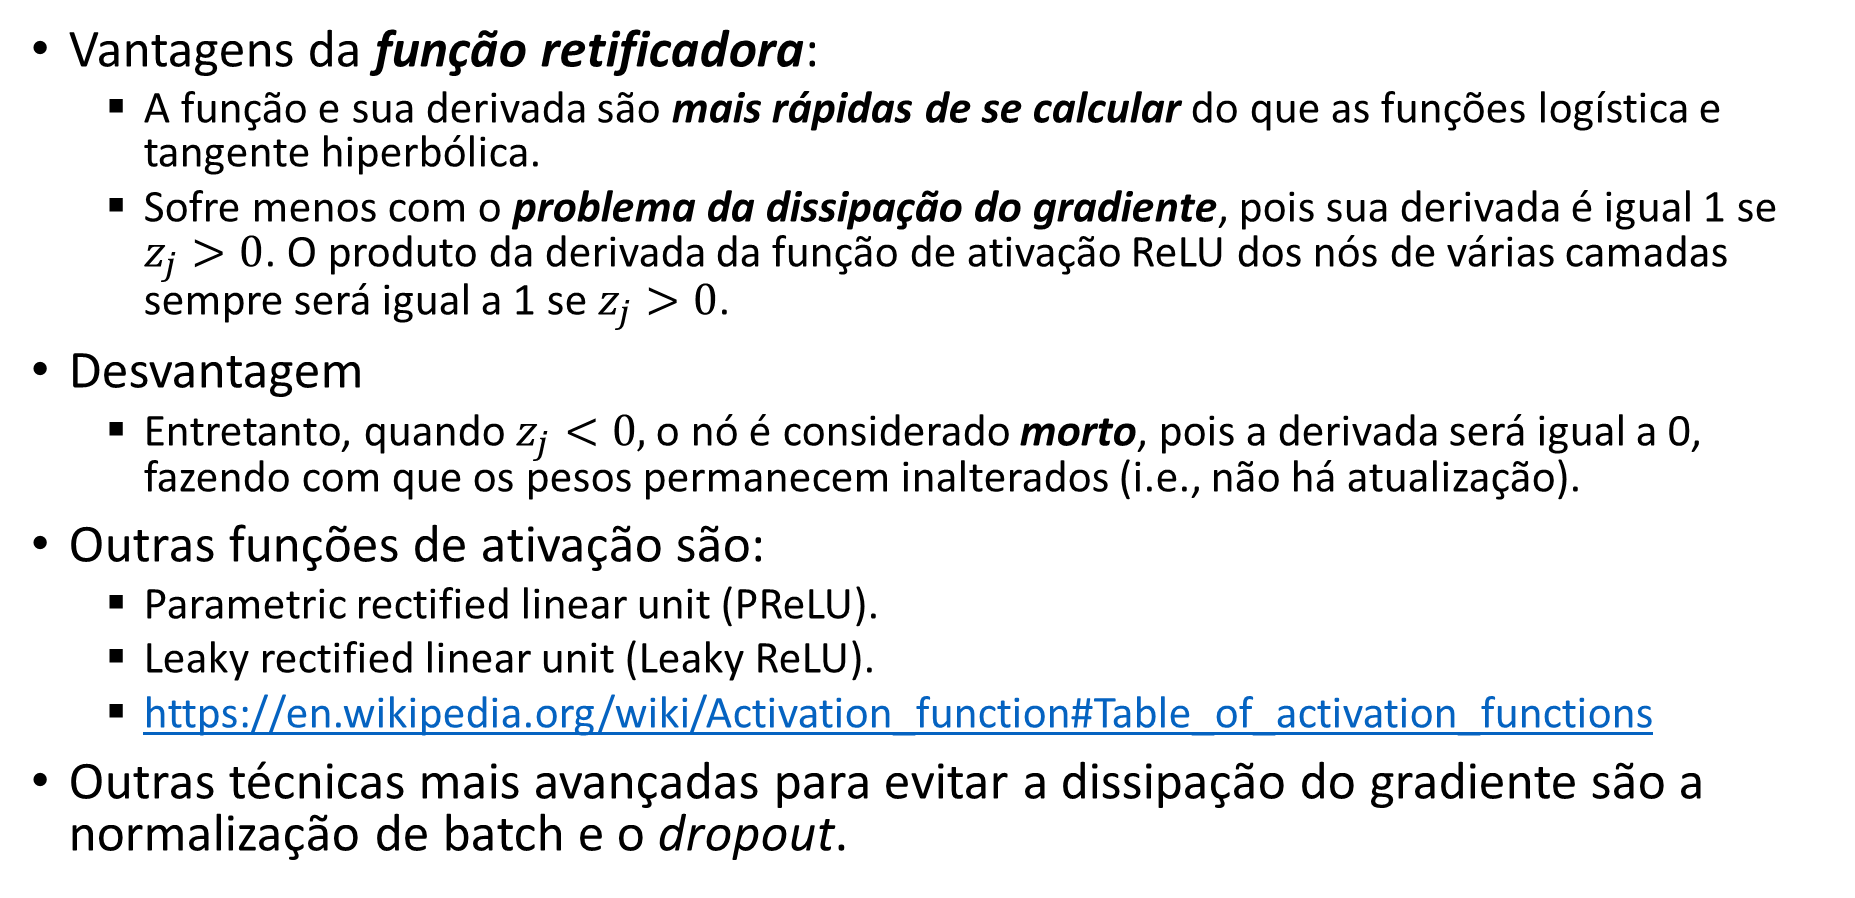 • Vantagens da função retificadora:
▪ A função e sua derivada são mais rápidas de se calcular do que as funções logística e
tangente hiperbólica.
▪ Sofre menos com o problema da dissipação do gradiente, pois sua derivada é igual 1 se
𝑧𝑗 > 0. O produto da derivada da função de ativação ReLU dos nós de várias camadas
sempre será igual a 1 se 𝑧𝑗 > 0.
• Desvantagem
▪ Entretanto, quando 𝑧𝑗 < 0, o nó é considerado morto, pois a derivada será igual a 0,
fazendo com que os pesos permanecem inalterados (i.e., não há atualização).
• Outras funções de ativação são:
▪ Parametric rectified linear unit (PReLU).
▪ Leaky rectified linear unit (Leaky ReLU).
▪ https://en.wikipedia.org/wiki/Activation_function#Table_of_activation_functions
• Outras técnicas mais avançadas para evitar a dissipação do gradiente são a
normalização de batch e o dropout.